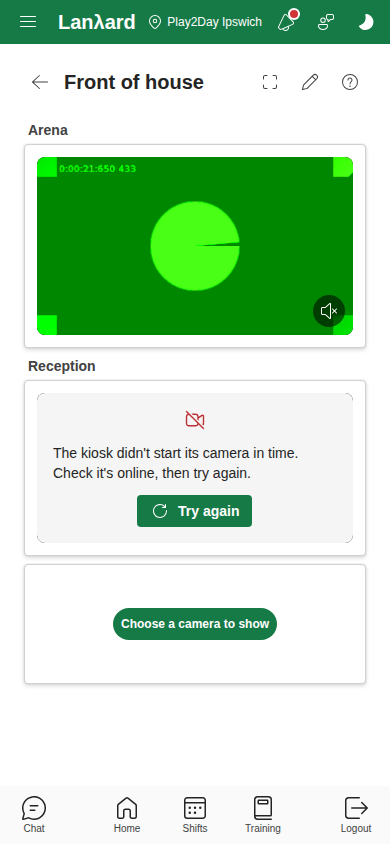 Lanλard
Play2Day Ipswich
Front of house
Arena
0:00:21:650 433
Reception
The kiosk didn't start its camera in time.
Check it's online, then try again.
Try again
Choose a camera to show
Chat
Home
Shifts
Training
Logout